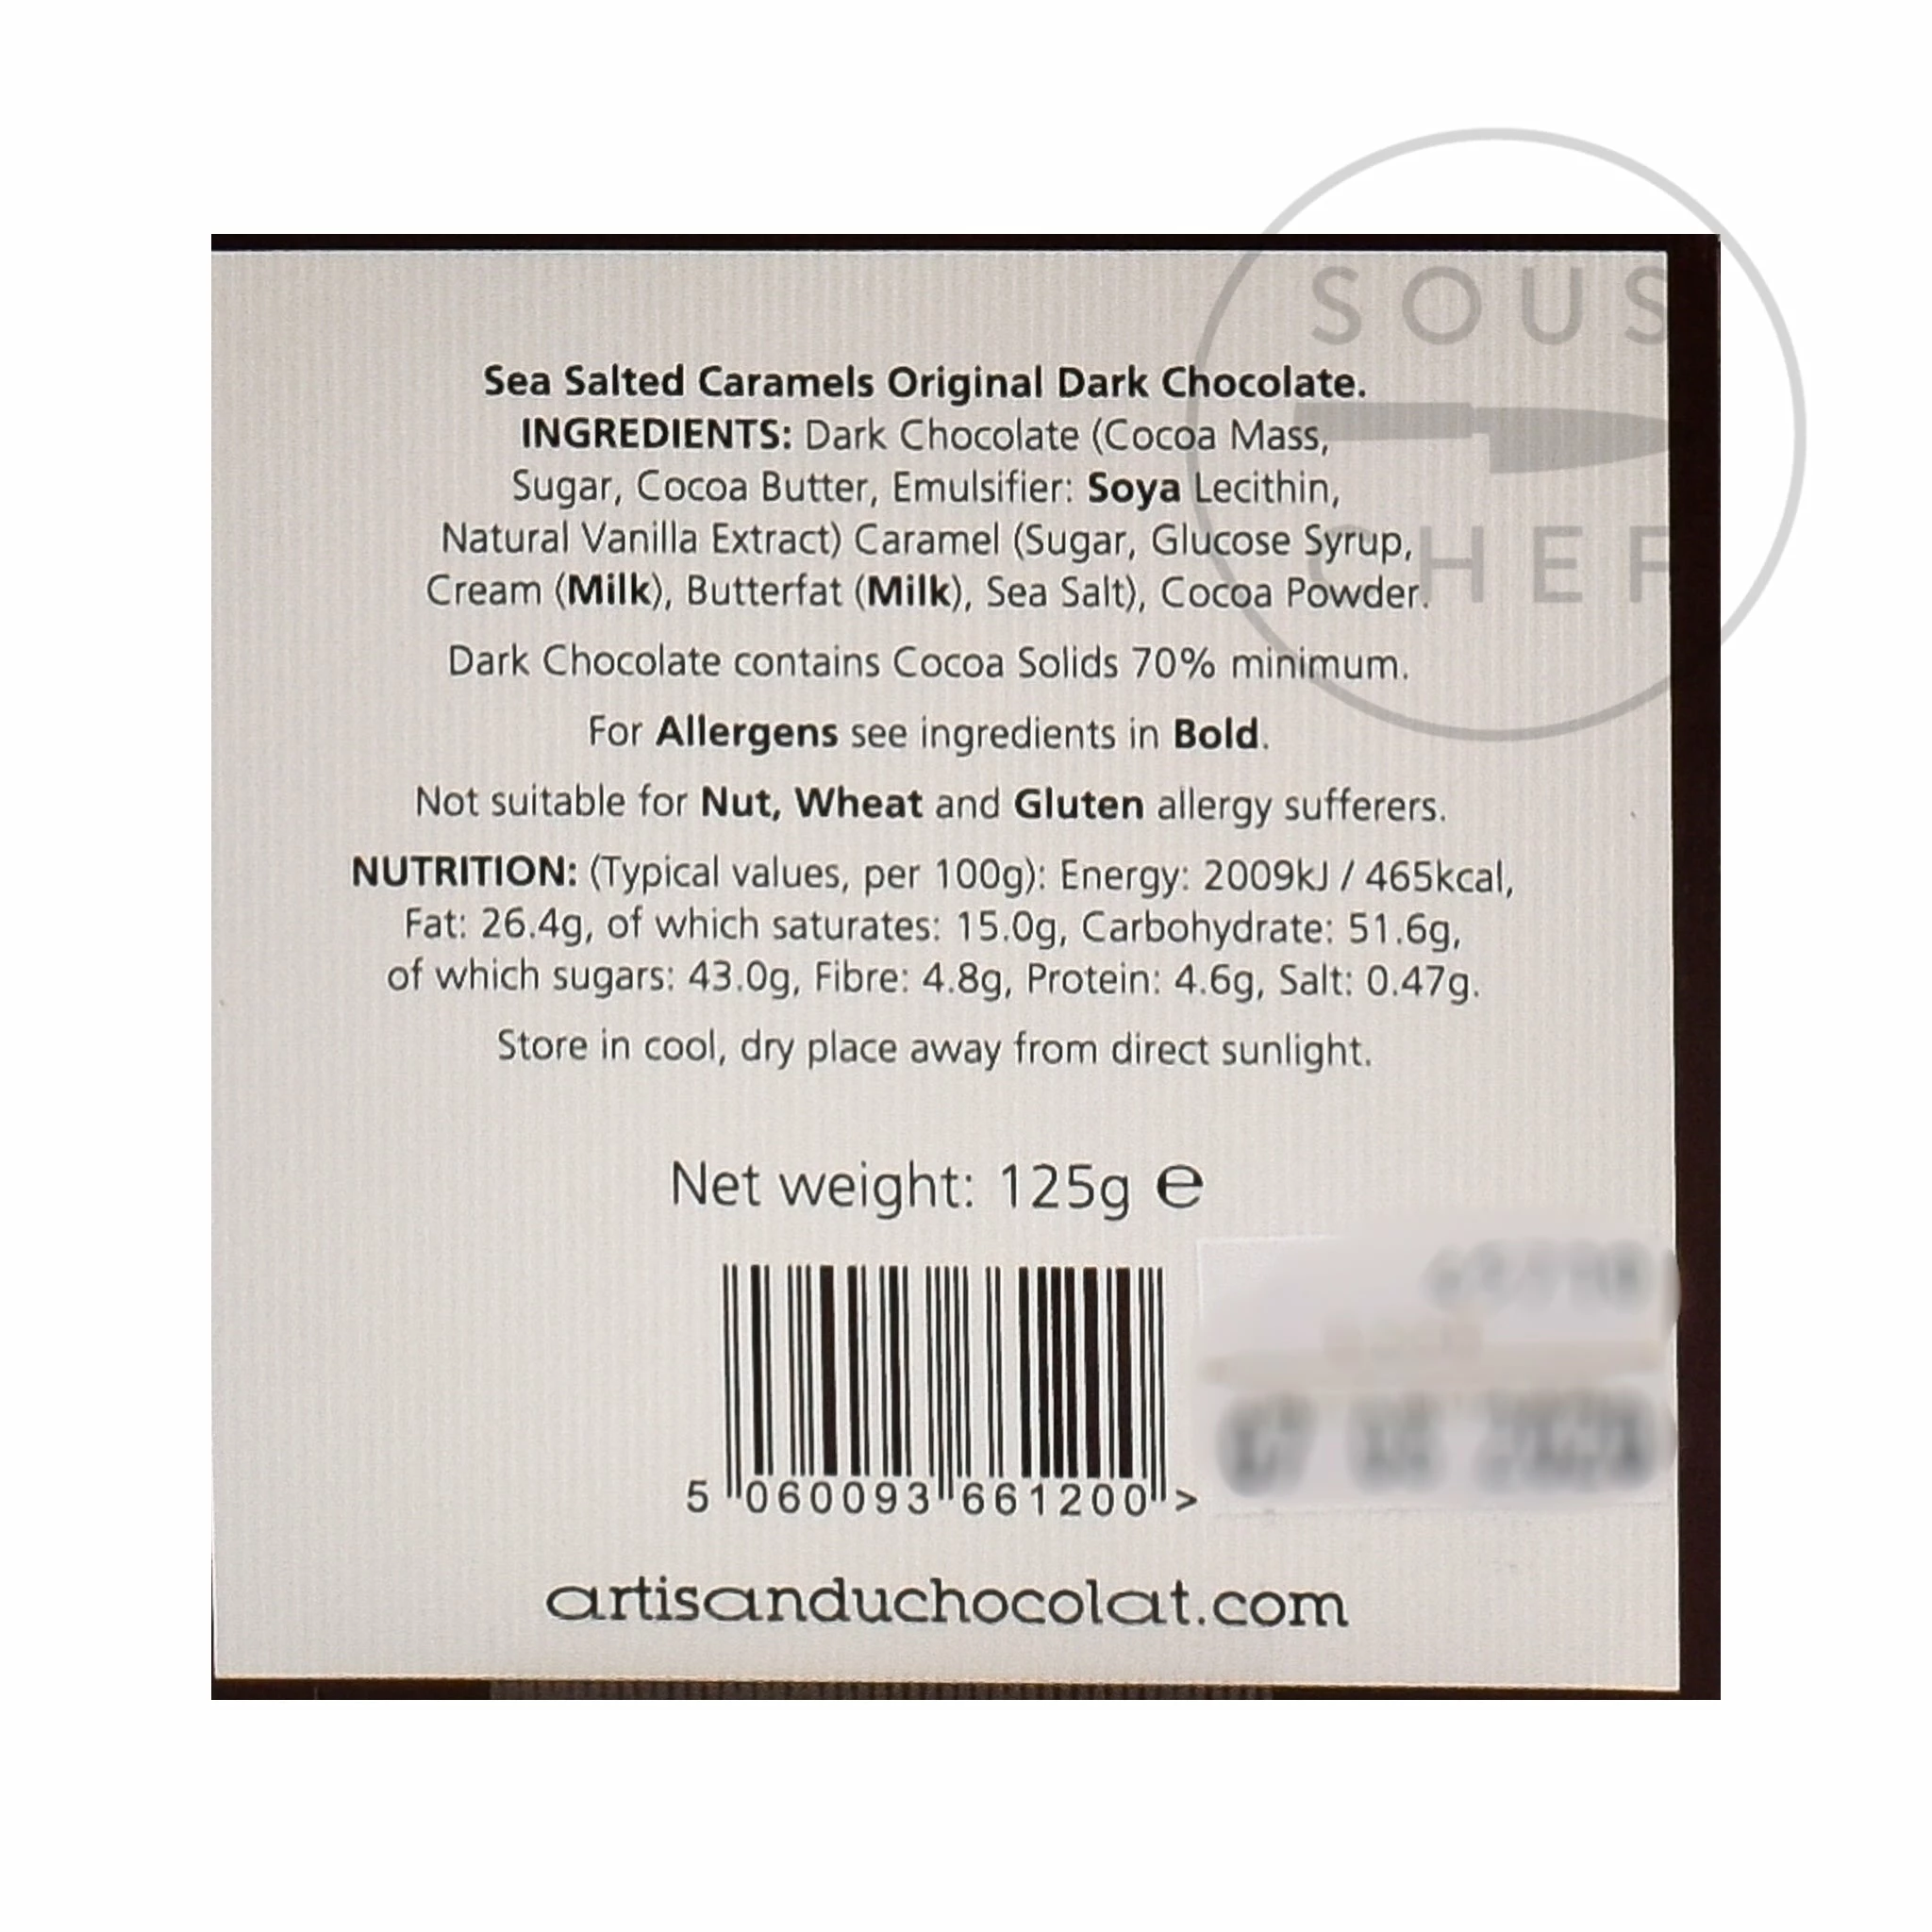 SOUS
CHEF
Sea Salted Caramels Original Dark Chocolate.
INGREDIENTS: Dark Chocolate (Cocoa Mass,
Sugar, Cocoa Butter, Emulsifier: Soya Lecithin,
Natural Vanilla Extract) Caramel (Sugar, Glucose Syrup,
Cream (Milk), Butterfat (Milk), Sea Salt), Cocoa Powder.
Dark Chocolate contains Cocoa Solids 70% minimum.
For Allergens see ingredients in Bold.
Not suitable for Nut, Wheat and Gluten allergy sufferers.
NUTRITION: (Typical values, per 100g): Energy: 2009kJ / 465kcal,
Fat: 26.4g, of which saturates: 15.0g, Carbohydrate: 51.6g,
of which sugars: 43.0g, Fibre: 4.8g, Protein: 4.6g, Salt: 0.47g.
Store in cool, dry place away from direct sunlight.
Net weight: 125g e
5 060093 661200 >
artisanduchocolat.com